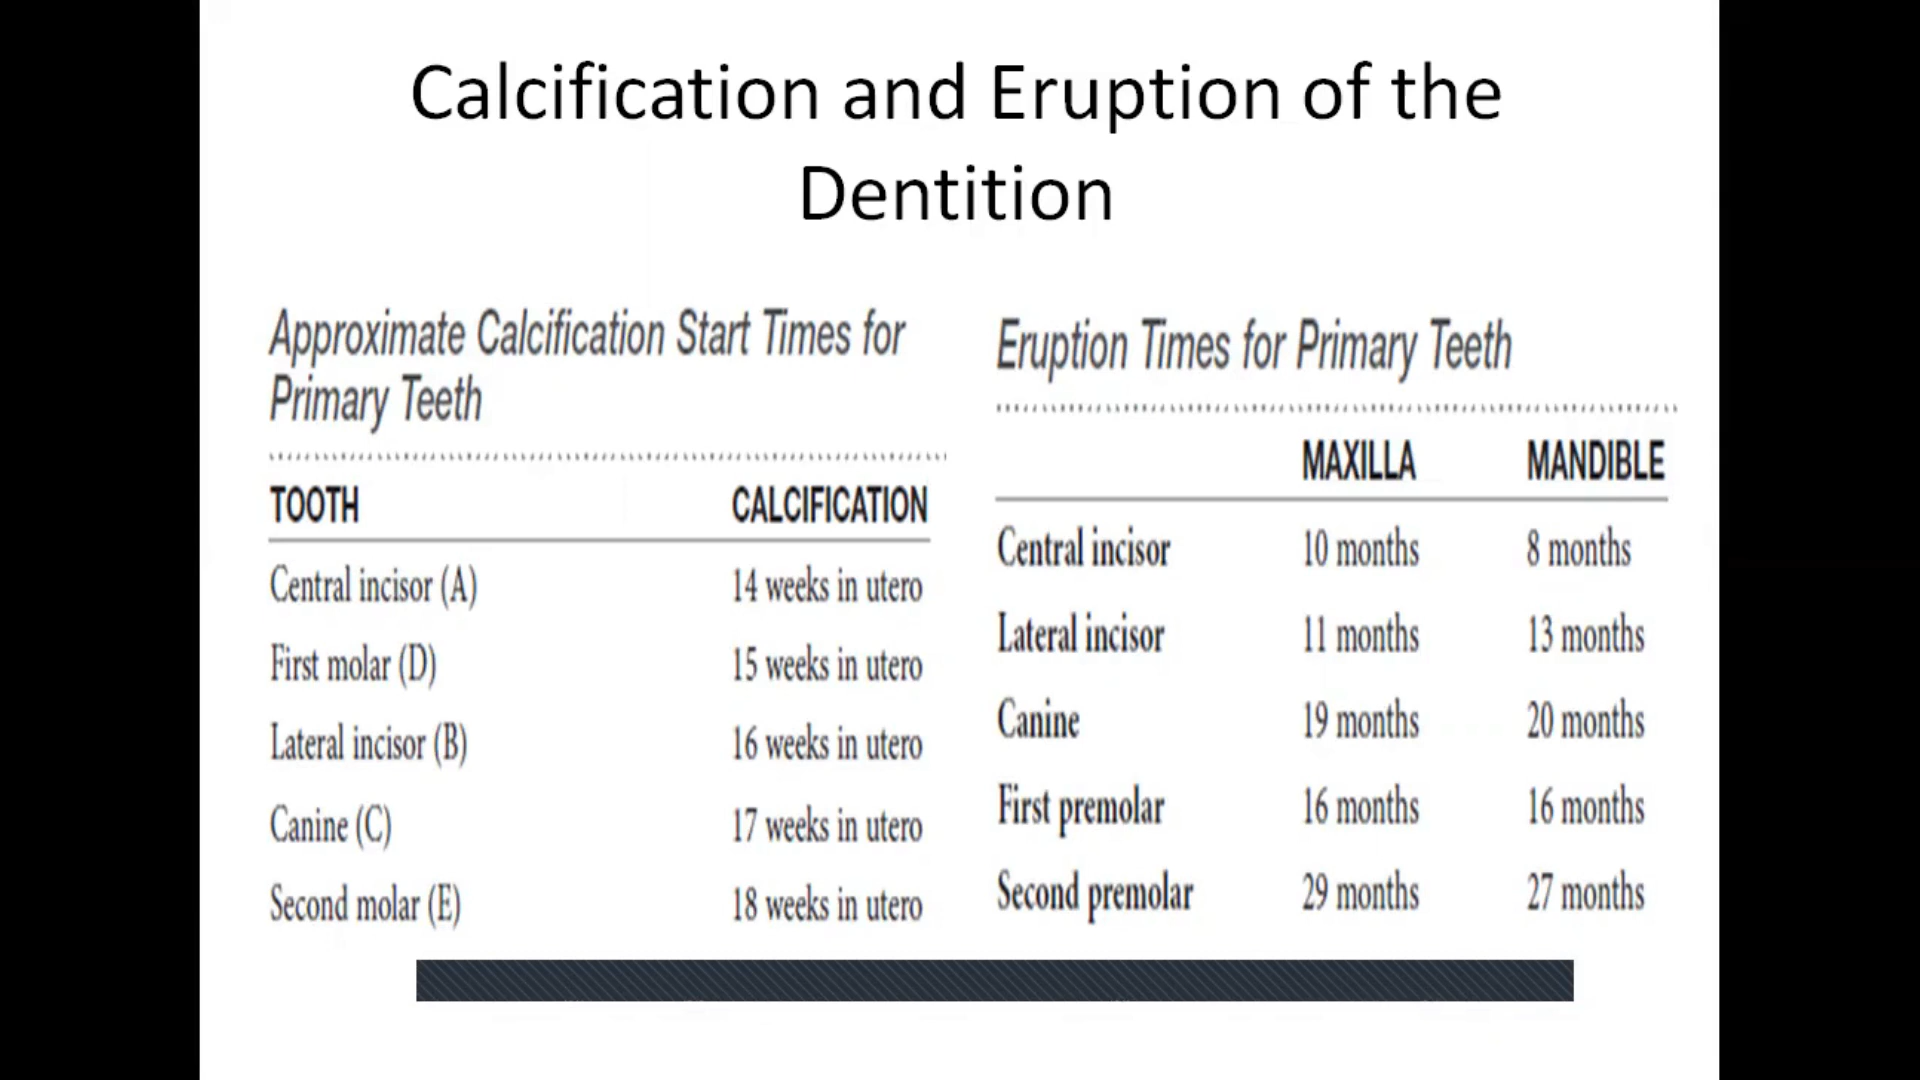 Calcification and Eruption of the
Dentition
Approximate Calcification Start Times for
Primary Teeth
TOOTH CALCIFICATION
Central incisor (A) 14 weeks in utero
First molar (D) 15 weeks in utero
Lateral incisor (B) 16 weeks in utero
Canine (C) 17 weeks in utero
Second molar (E) 18 weeks in utero
Eruption Times for Primary Teeth
MAXILLA MANDIBLE
Central incisor 10 months 8 months
Lateral incisor 11 months 13 months
Canine 19 months 20 months
First premolar 16 months 16 months
Second premolar 29 months 27 months